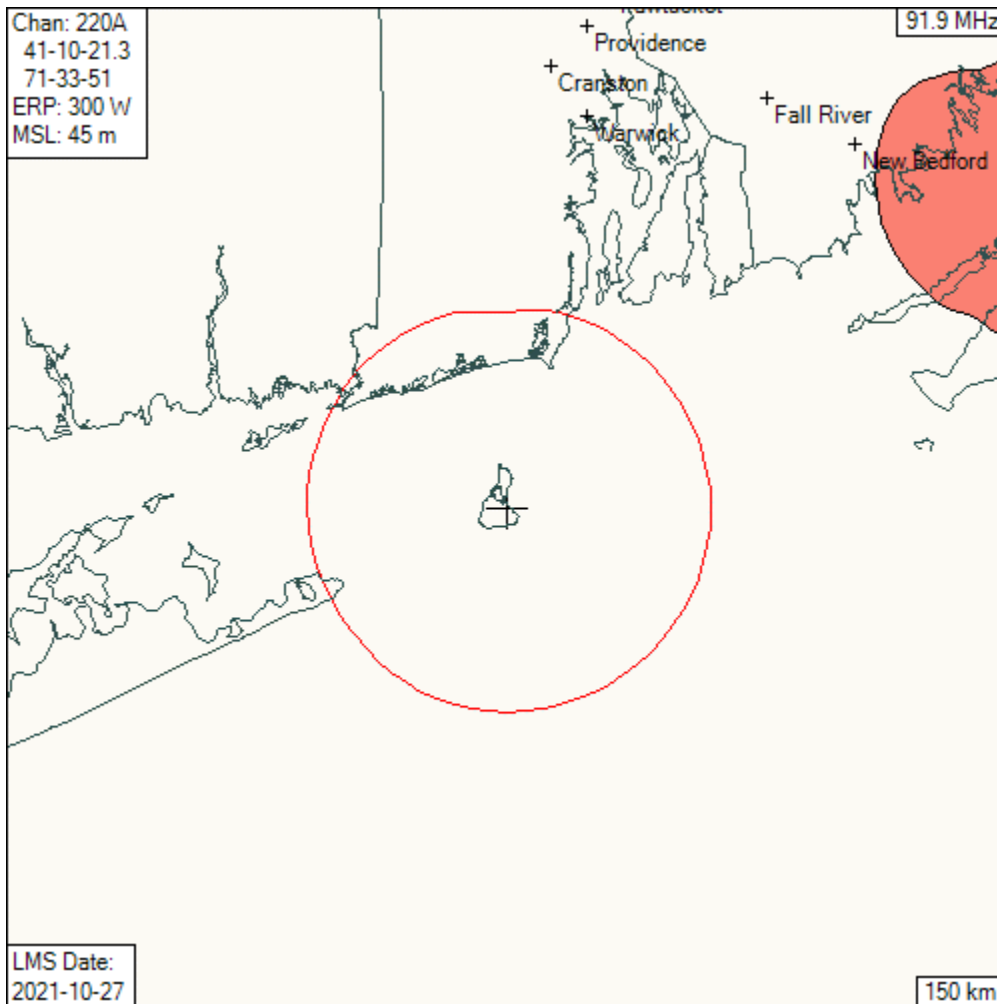 Chan: 220A
41-10-21.3
71-33-51
ERP: 300 W
MSL: 45 m
91.9 MHz
Pawtucket
Providence
Cranston
Fall River
Warwick
New Bedford
LMS Date:
2021-10-27
150 km